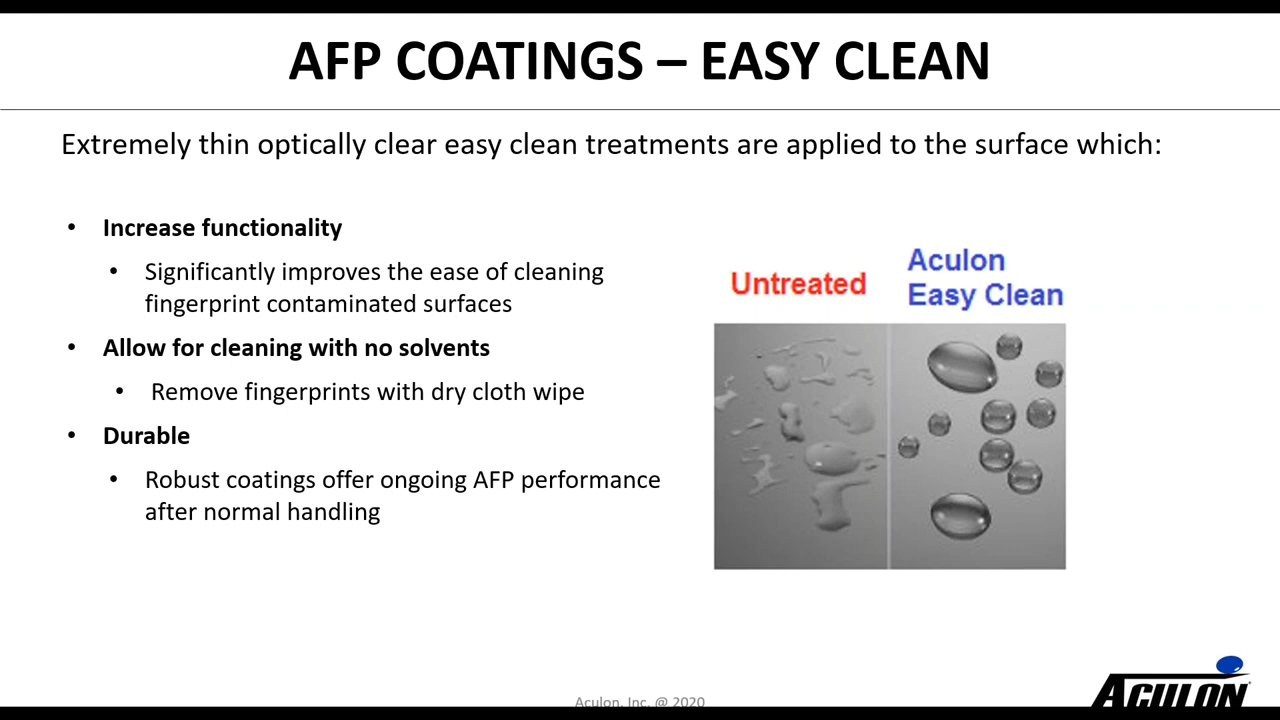 AFP COATINGS – EASY CLEAN
Extremely thin optically clear easy clean treatments are applied to the surface which:
• Increase functionality
• Significantly improves the ease of cleaning
fingerprint contaminated surfaces
• Allow for cleaning with no solvents
• Remove fingerprints with dry cloth wipe
• Durable
• Robust coatings offer ongoing AFP performance
after normal handling
Untreated
Aculon
Easy Clean
Aculon, Inc. @ 2020
ACULON